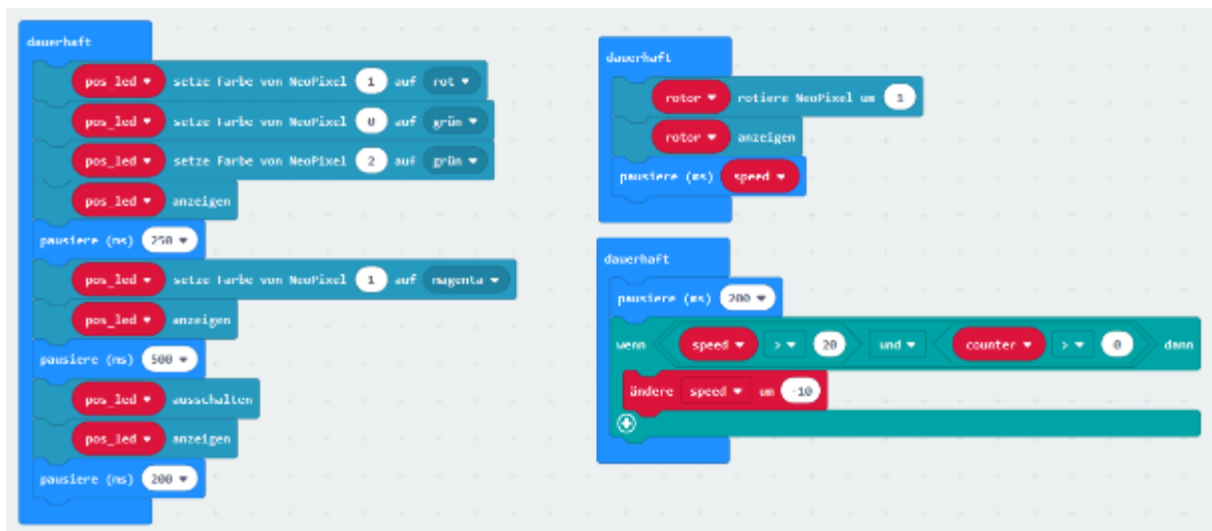 dauerhaft
pos_led setze Farbe von NeoPixel 1 auf rot
pos_led setze Farbe von NeoPixel 0 auf grün
pos_led setze Farbe von NeoPixel 2 auf grün
pos_led anzeigen
pausiere (ms) 250
pos_led setze Farbe von NeoPixel 1 auf magenta
pos_led anzeigen
pausiere (ms) 500
pos_led ausschalten
pos_led anzeigen
pausiere (ms) 200
dauerhaft
rotor rotiere NeoPixel um 1
rotor anzeigen
pausiere (ms) speed
dauerhaft
pausiere (ms) 200
wenn speed > 20 und counter > 0 dann
ändere speed um -10